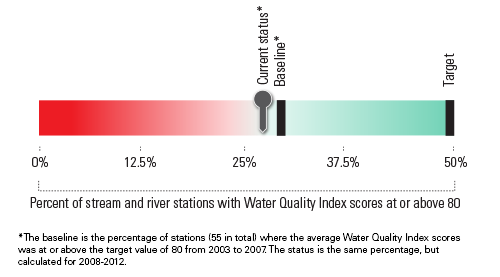 Current status*
Baseline*
Target
0% 12.5% 25% 37.5% 50%
Percent of stream and river stations with Water Quality Index scores at or above 80
*The baseline is the percentage of stations (55 in total) where the average Water Quality Index score
was at or above the target value of 80 from 2003 to 2007. The status is the same percentage, but
calculated for 2008-2012.